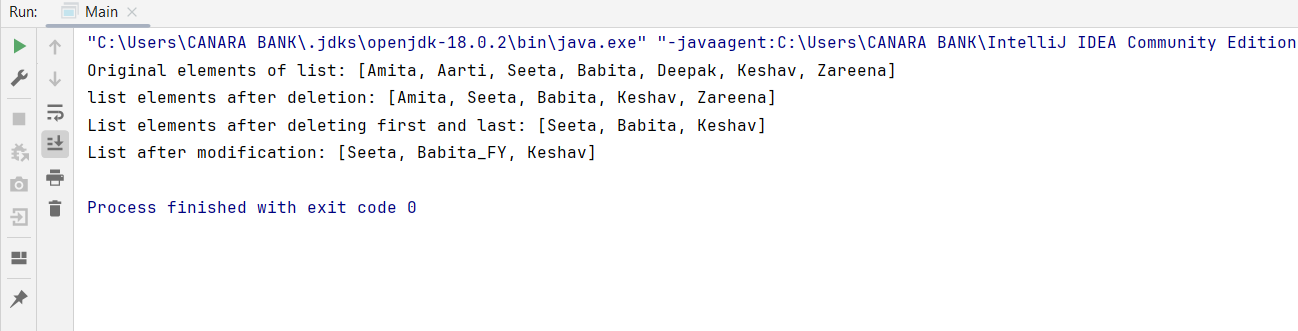 Run: Main
"C:\Users\CANARA BANK\.jdks\openjdk-18.0.2\bin\java.exe" "-javaagent:C:\Users\CANARA BANK\IntelliJ IDEA Community Edition
Original elements of list: [Amita, Aarti, Seeta, Babita, Deepak, Keshav, Zareena]
list elements after deletion: [Amita, Seeta, Babita, Keshav, Zareena]
List elements after deleting first and last: [Seeta, Babita, Keshav]
List after modification: [Seeta, Babita_FY, Keshav]
Process finished with exit code 0